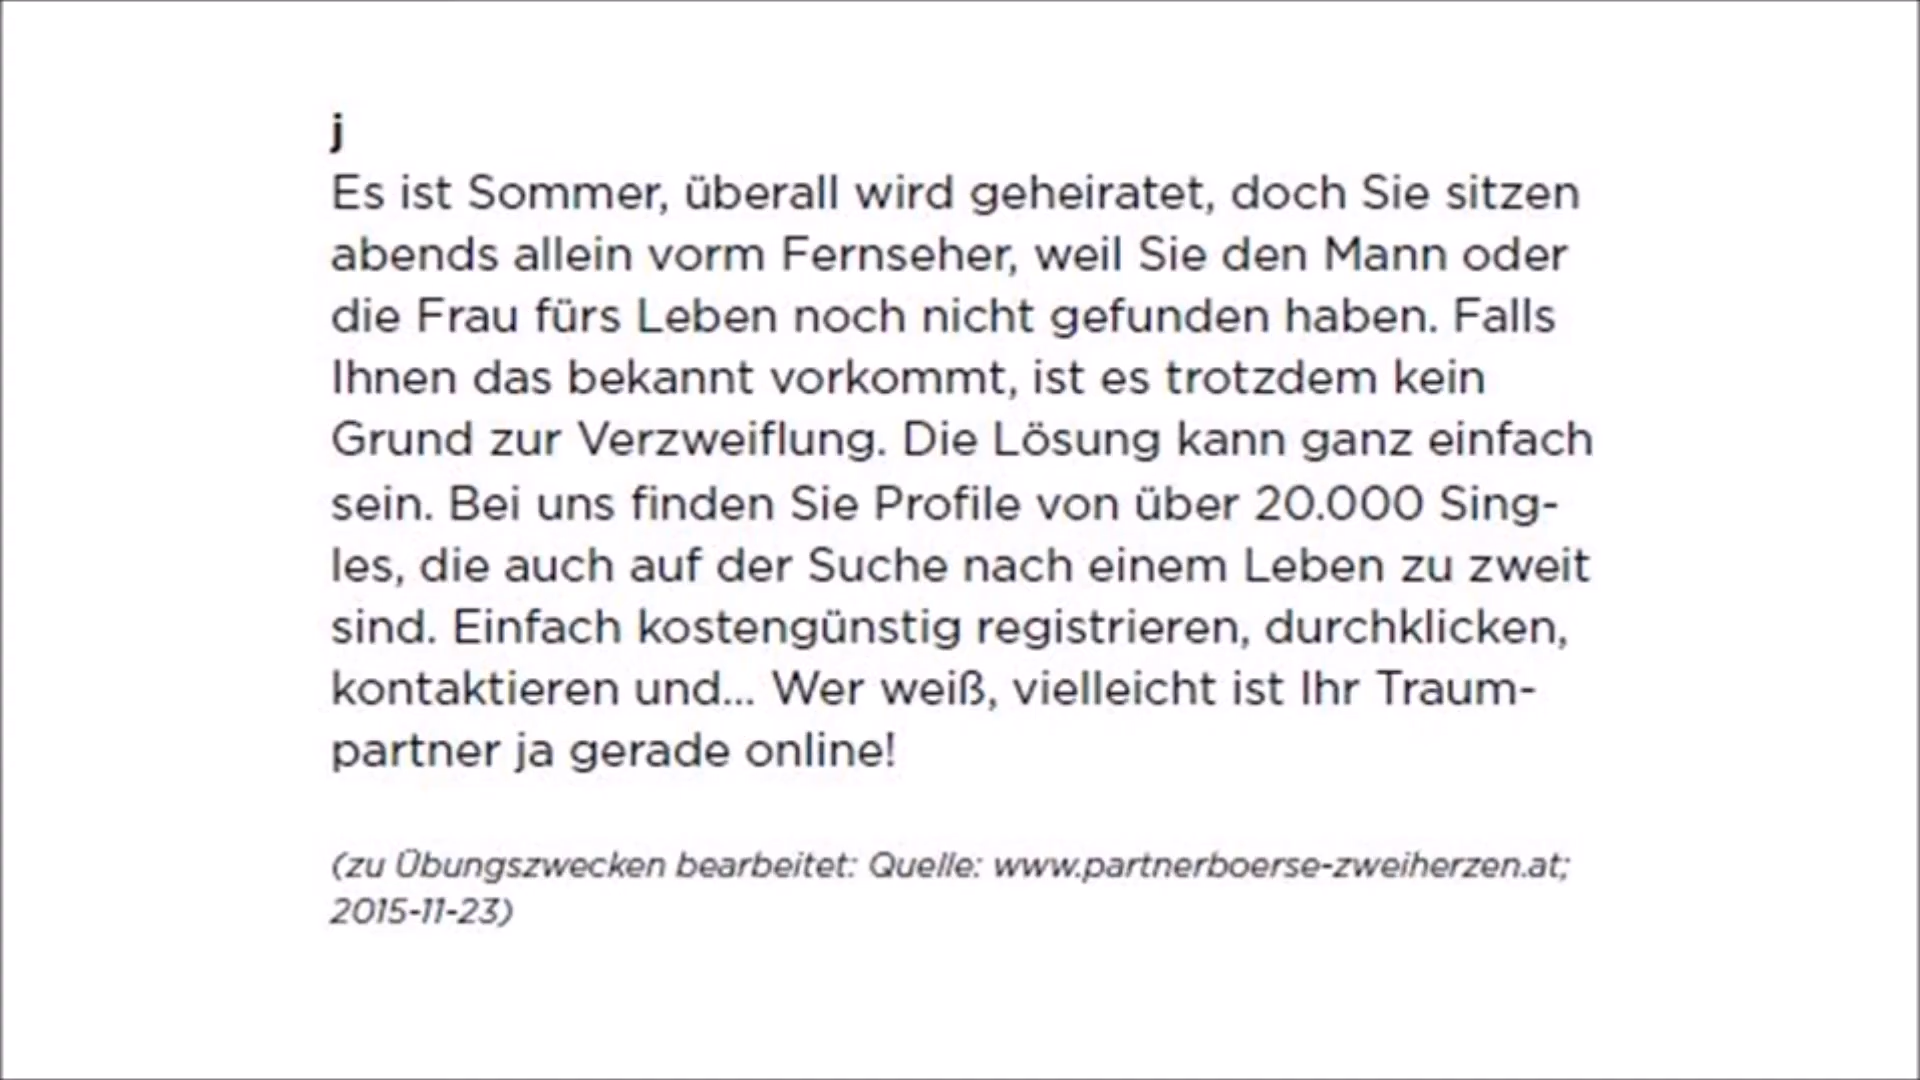 j
Es ist Sommer, überall wird geheiratet, doch Sie sitzen
abends allein vorm Fernseher, weil Sie den Mann oder
die Frau fürs Leben noch nicht gefunden haben. Falls
Ihnen das bekannt vorkommt, ist es trotzdem kein
Grund zur Verzweiflung. Die Lösung kann ganz einfach
sein. Bei uns finden Sie Profile von über 20.000 Sing-
les, die auch auf der Suche nach einem Leben zu zweit
sind. Einfach kostengünstig registrieren, durchklicken,
kontaktieren und... Wer weiß, vielleicht ist Ihr Traum-
partner ja gerade online!
(zu Übungszwecken bearbeitet: Quelle: www.partnerboerse-zweiherzen.at;
2015-11-23)